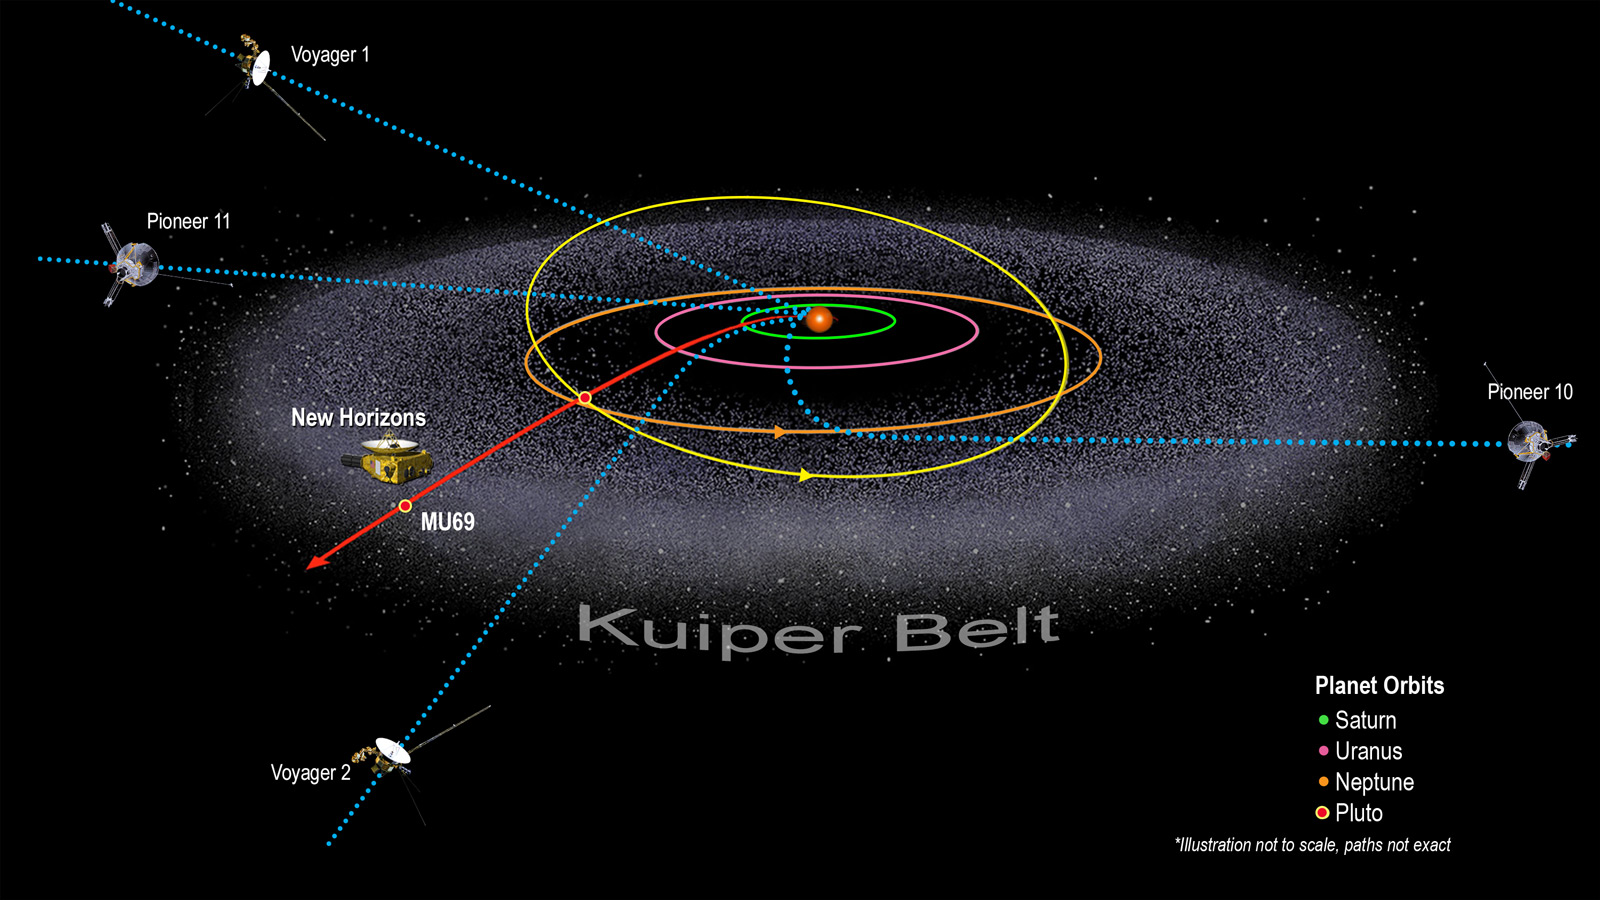 Voyager 1
Pioneer 11
Pioneer 10
New Horizons
MU69
Kuiper Belt
Voyager 2
Planet Orbits
Saturn
Uranus
Neptune
Pluto
*Illustration not to scale, paths not exact